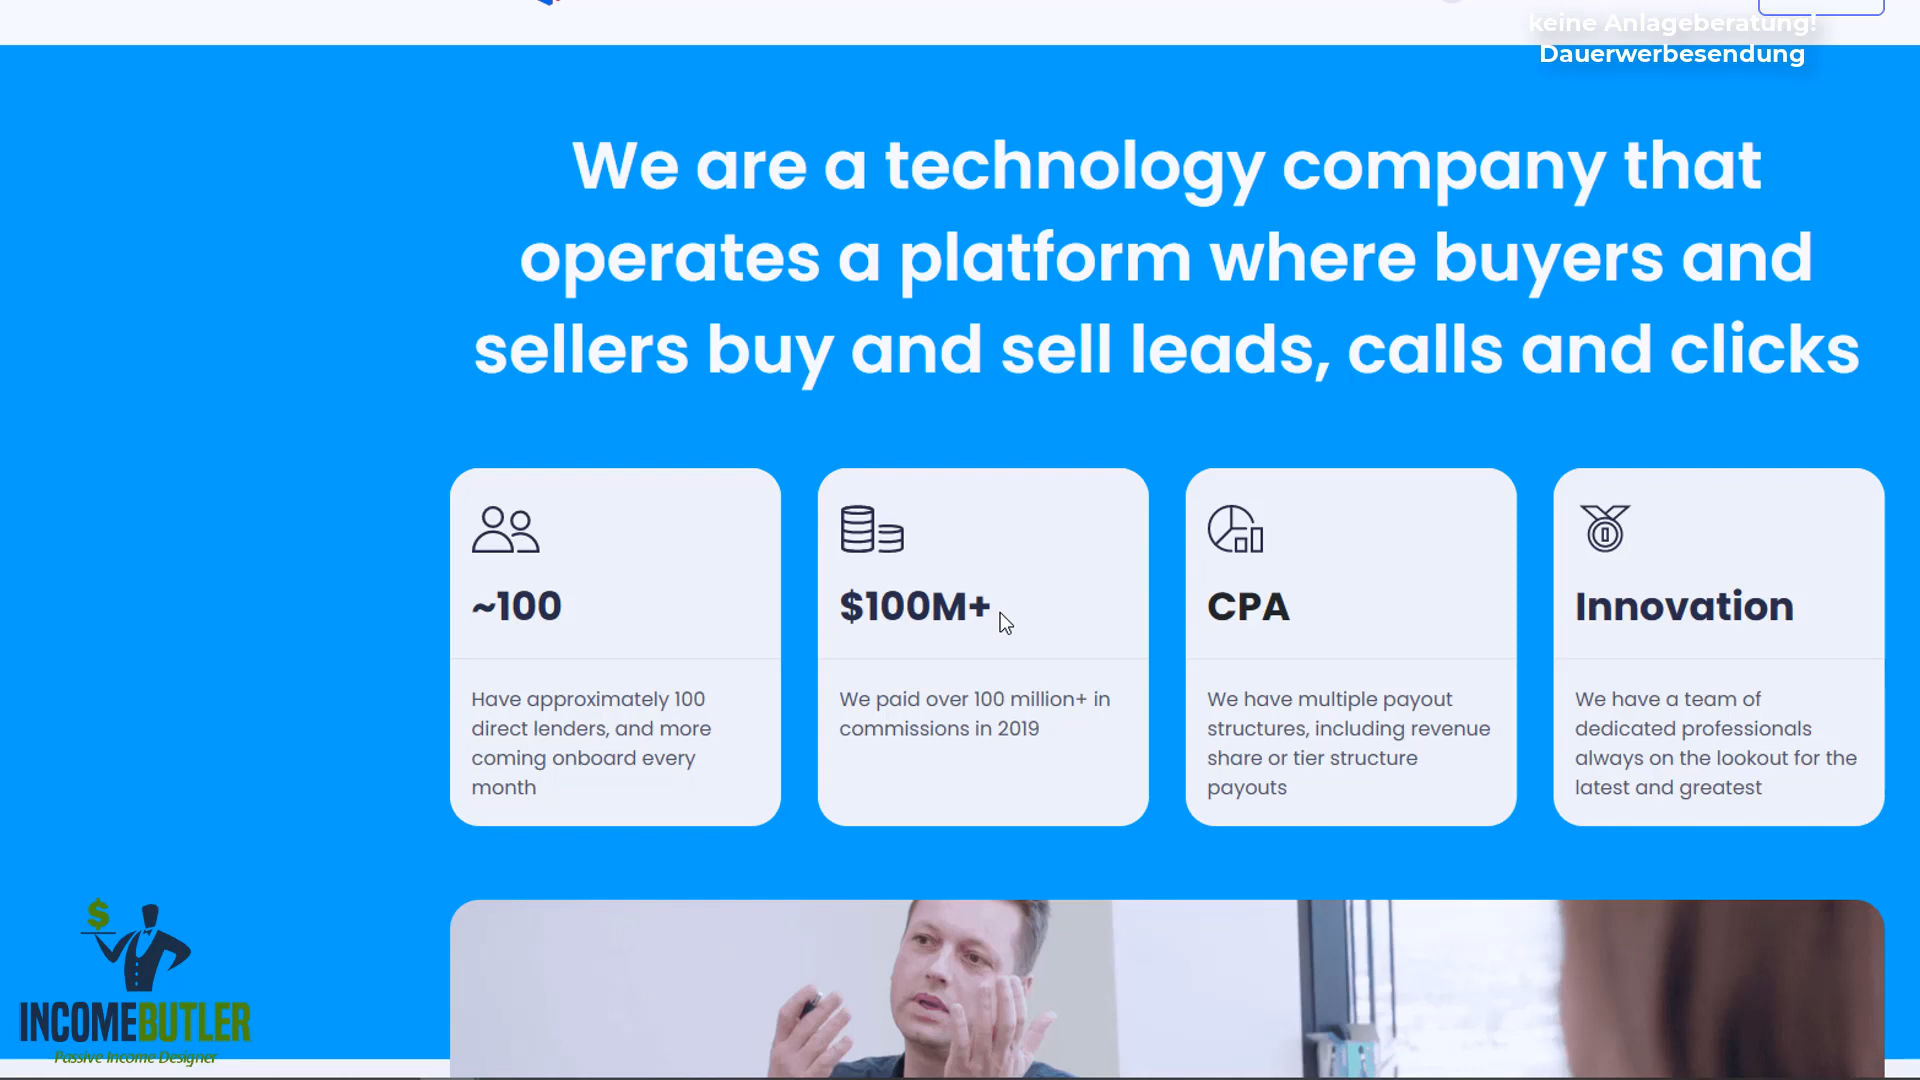 keine Anlageberatung!
Dauerwerbesendung
We are a technology company that
operates a platform where buyers and
sellers buy and sell leads, calls and clicks
~100
Have approximately 100
direct lenders, and more
coming onboard every
month
$100M+
We paid over 100 million+ in
commissions in 2019
CPA
We have multiple payout
structures, including revenue
share or tier structure
payouts
Innovation
We have a team of
dedicated professionals
always on the lookout for the
latest and greatest
$
INCOMEBUTLER
Passive Income Designer